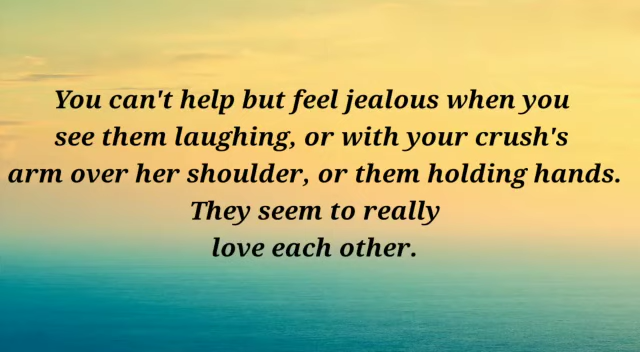 You can't help but feel jealous when you
see them laughing, or with your crush's
arm over her shoulder, or them holding hands.
They seem to really
love each other.